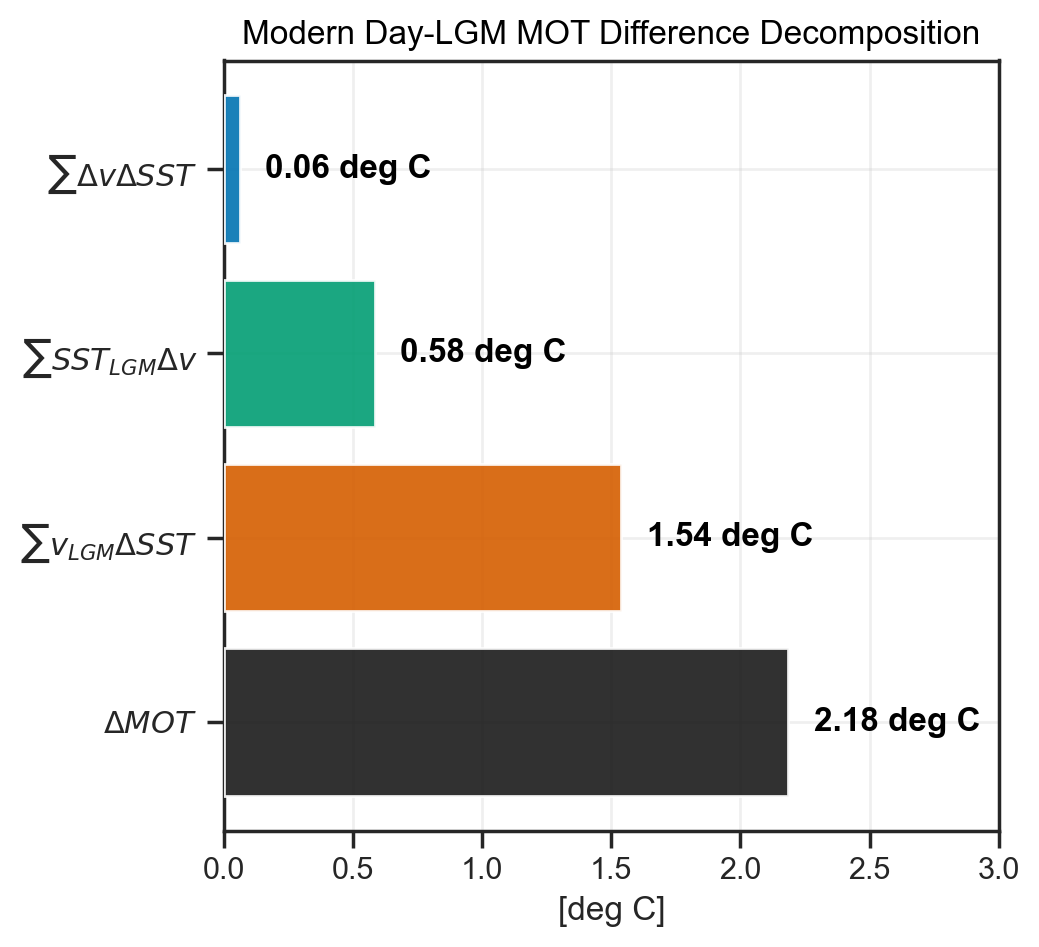 Modern Day-LGM MOT Difference Decomposition
∑ΔvΔSST
0.06 deg C
∑SST_LGMΔv
0.58 deg C
∑v_LGMΔSST
1.54 deg C
ΔMOT
2.18 deg C
0.0 0.5 1.0 1.5 2.0 2.5 3.0
[deg C]